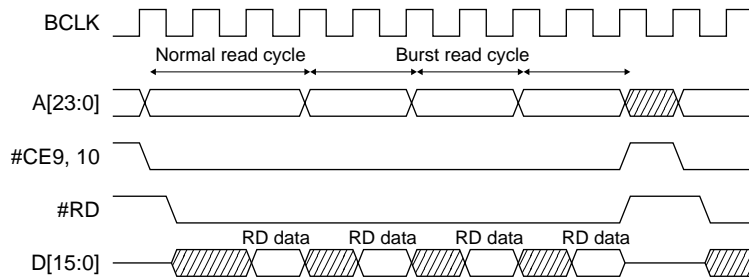 BCLK
Normal read cycle Burst read cycle
A[23:0]
#CE9, 10
#RD
RD data RD data RD data RD data
D[15:0]